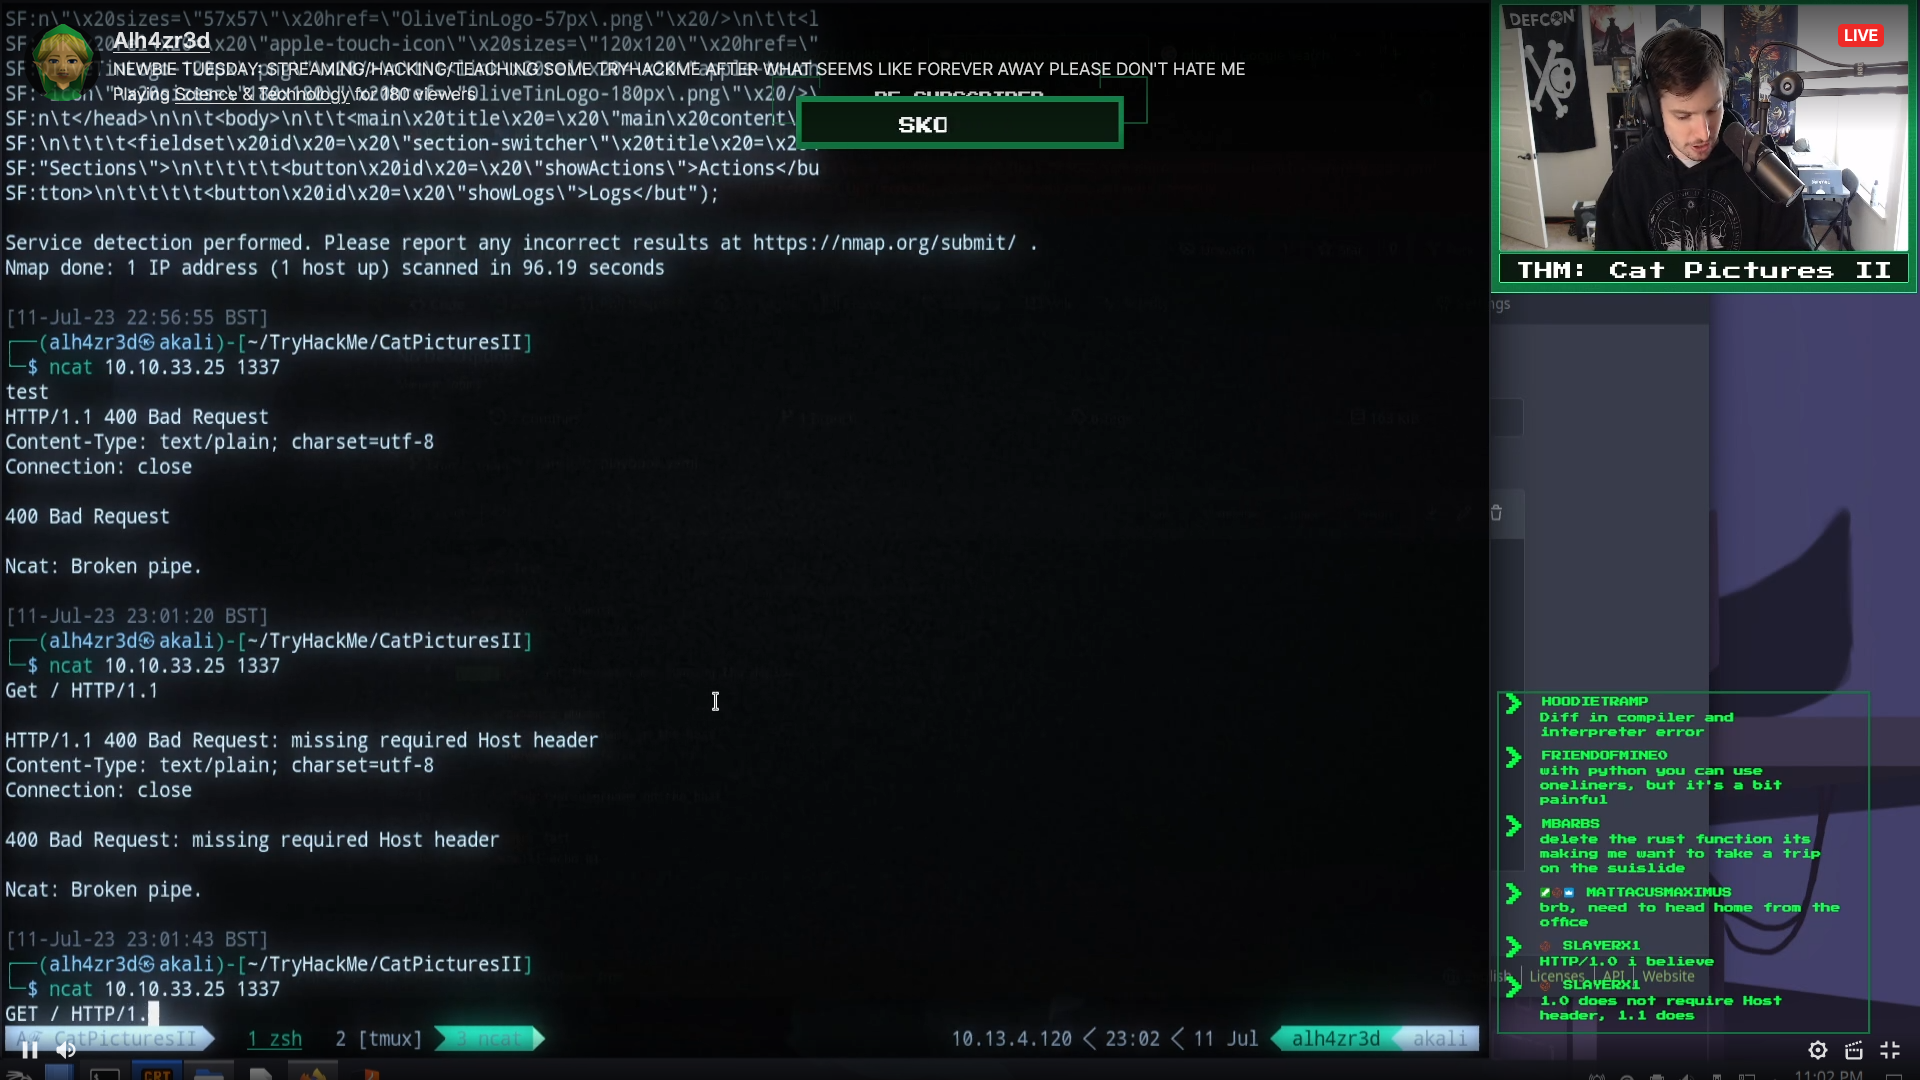 SF:n\"\x20sizes=\"57x57\"\x20href=\"OliveTinLogo-57px\.png\"\x20/>\n\t\t<l
Alh4zr3d
\"apple-touch-icon\"\x20sizes=\"120x120\"\x20href=\"
NEWBIE TUESDAY: STREAMING/HACKING/TEACHING SOME TRYHACKME AFTER WHAT SEEMS LIKE FOREVER AWAY PLEASE DON'T HATE ME
Playing Science & Technology for 180 viewers
OliveTinLogo-180px\.png\"\x20/>\
RE-SUBSCRIBER
SKO
SF:n\t</head>\n\n\t<body>\n\t\t<main\x20title\x20=\x20\"main\x20content\
SF:\n\t\t\t<fieldset\x20id\x20=\x20\"section-switcher\"\x20title\x20=\x2
SF:"Sections\">\n\t\t\t\t<button\x20id\x20=\x20\"showActions\">Actions</bu
SF:tton>\n\t\t\t\t<button\x20id\x20=\x20\"showLogs\">Logs</but");
Service detection performed. Please report any incorrect results at https://nmap.org/submit/ .
Nmap done: 1 IP address (1 host up) scanned in 96.19 seconds
[11-Jul-23 22:56:55 BST]
(alh4zr3d㉿akali)-[~/TryHackMe/CatPicturesII]
$ ncat 10.10.33.25 1337
test
HTTP/1.1 400 Bad Request
Content-Type: text/plain; charset=utf-8
Connection: close
400 Bad Request
Ncat: Broken pipe.
[11-Jul-23 23:01:20 BST]
(alh4zr3d㉿akali)-[~/TryHackMe/CatPicturesII]
$ ncat 10.10.33.25 1337
Get / HTTP/1.1
HTTP/1.1 400 Bad Request: missing required Host header
Content-Type: text/plain; charset=utf-8
Connection: close
400 Bad Request: missing required Host header
Ncat: Broken pipe.
[11-Jul-23 23:01:43 BST]
(alh4zr3d㉿akali)-[~/TryHackMe/CatPicturesII]
$ ncat 10.10.33.25 1337
GET / HTTP/1.
CatPicturesII 1 zsh 2 [tmux] 3 ncat 10.13.4.120 < 23:02 < 11 Jul alh4zr3d akali
DEFCON
LIVE
THM: Cat Pictures II
HOODIETRAMP
Diff in compiler and
interpreter error
FRIENDOFMINE0
with python you can use
oneliners, but it's a bit
painful
MBARBS
delete the rust function its
making me want to take a trip
on the suislide
MATTACUSMAXIMUS
brb, need to head home from the
office
SLAYERX1
HTTP/1.0 i believe
Licenses API Website
SLAYERX1
1.0 does not require Host
header, 1.1 does
11:02 PM